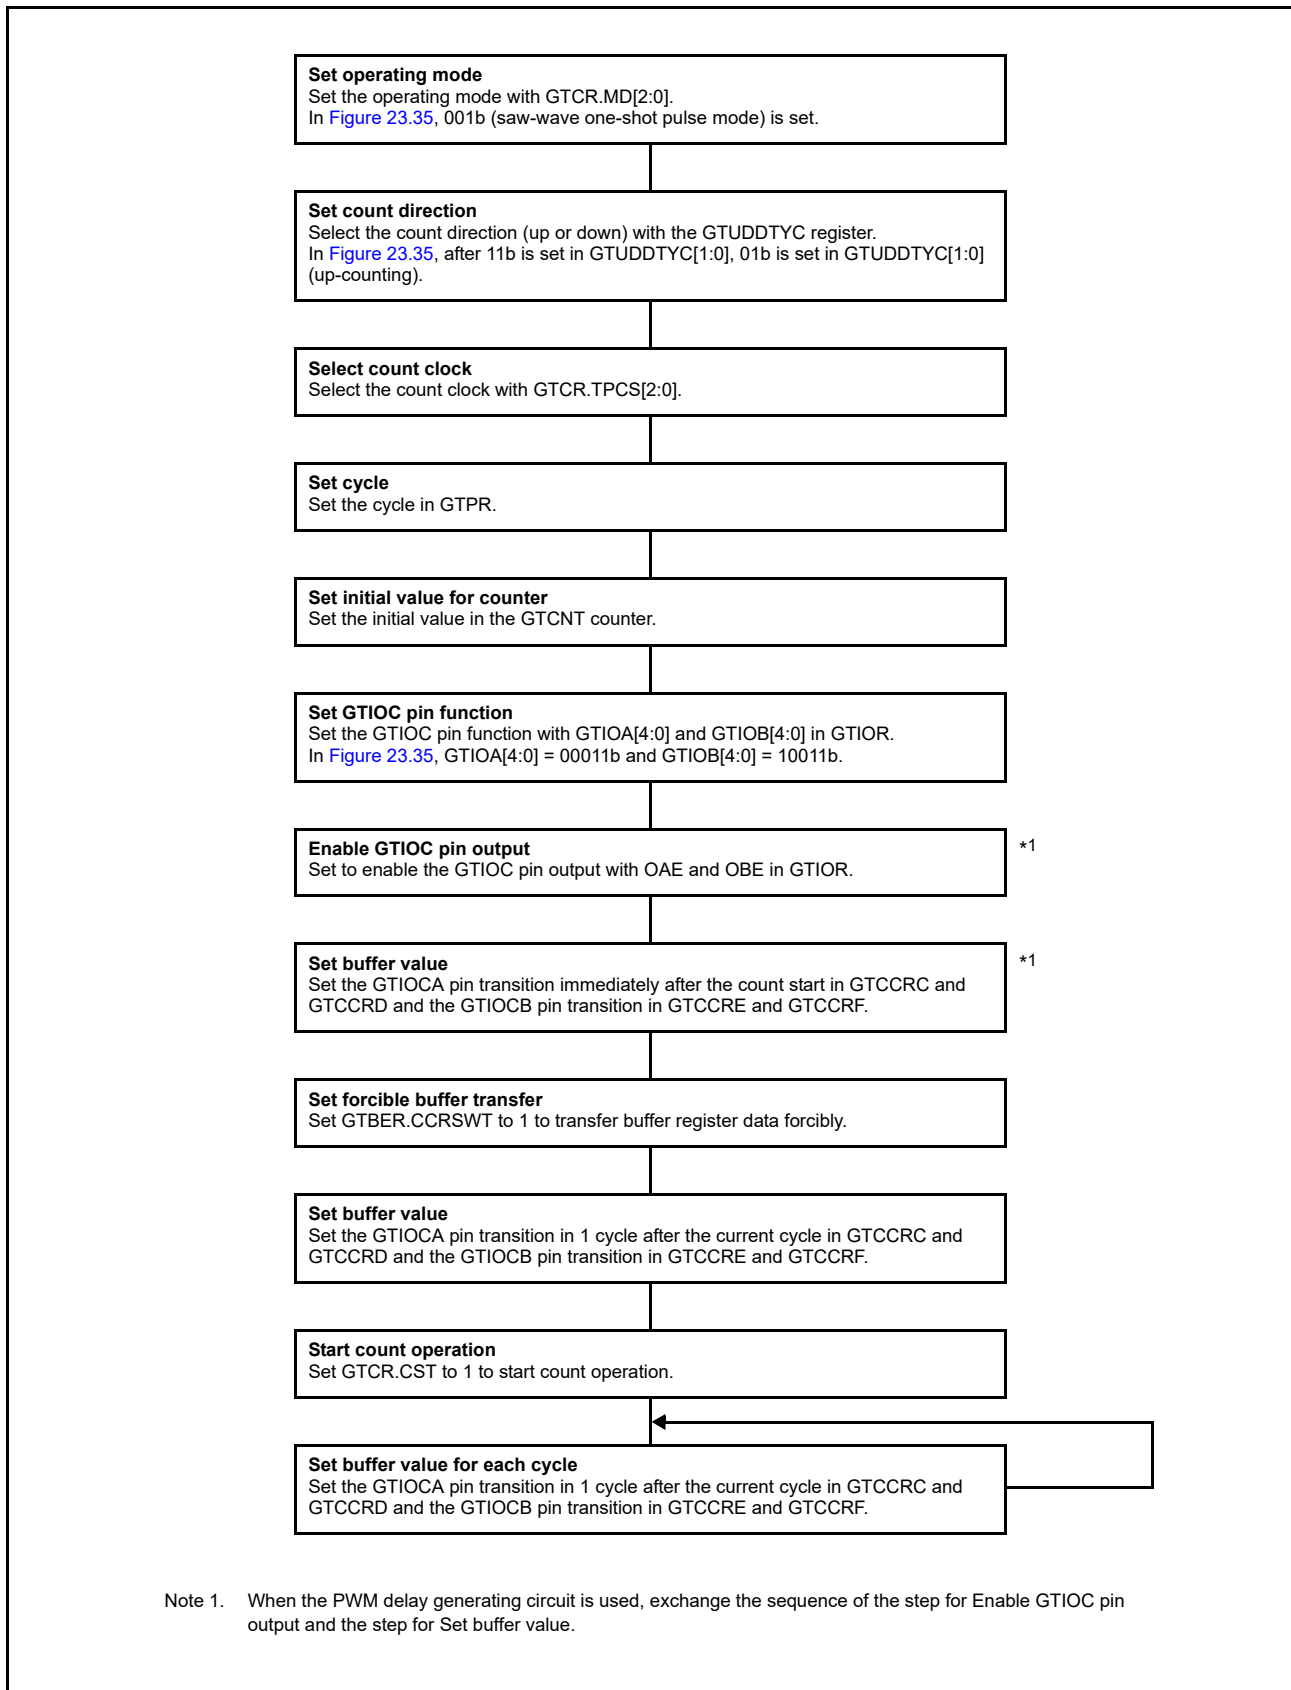 Set operating mode
Set the operating mode with GTCR.MD[2:0].
In Figure 23.35, 001b (saw-wave one-shot pulse mode) is set.
Set count direction
Select the count direction (up or down) with the GTUDDTYC register.
In Figure 23.35, after 11b is set in GTUDDTYC[1:0], 01b is set in GTUDDTYC[1:0]
(up-counting).
Select count clock
Select the count clock with GTCR.TPCS[2:0].
Set cycle
Set the cycle in GTPR.
Set initial value for counter
Set the initial value in the GTCNT counter.
Set GTIOC pin function
Set the GTIOC pin function with GTIOA[4:0] and GTIOB[4:0] in GTIOR.
In Figure 23.35, GTIOA[4:0] = 00011b and GTIOB[4:0] = 10011b.
Enable GTIOC pin output *1
Set to enable the GTIOC pin output with OAE and OBE in GTIOR.
Set buffer value *1
Set the GTIOCA pin transition immediately after the count start in GTCCRC and
GTCCRD and the GTIOCB pin transition in GTCCRE and GTCCRF.
Set forcible buffer transfer
Set GTBER.CCRSWT to 1 to transfer buffer register data forcibly.
Set buffer value
Set the GTIOCA pin transition in 1 cycle after the current cycle in GTCCRC and
GTCCRD and the GTIOCB pin transition in GTCCRE and GTCCRF.
Start count operation
Set GTCR.CST to 1 to start count operation.
Set buffer value for each cycle
Set the GTIOCA pin transition in 1 cycle after the current cycle in GTCCRC and
GTCCRD and the GTIOCB pin transition in GTCCRE and GTCCRF.
Note 1. When the PWM delay generating circuit is used, exchange the sequence of the step for Enable GTIOC pin
output and the step for Set buffer value.